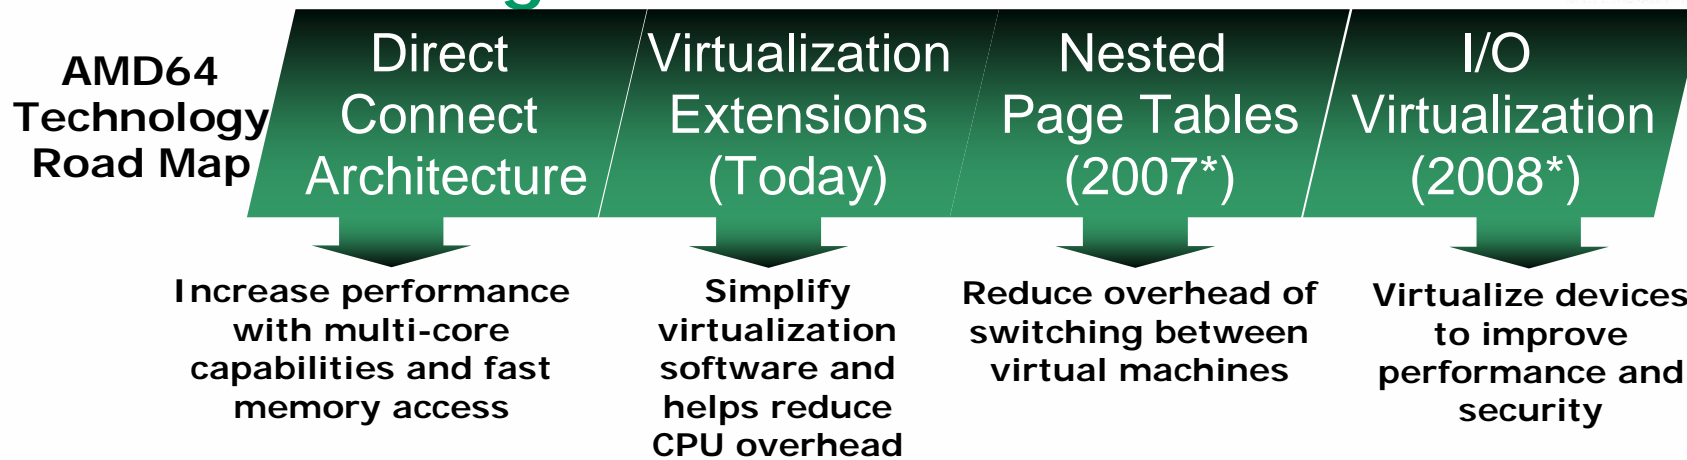 AMD64
Technology
Road Map
Direct
Connect
Architecture
Virtualization
Extensions
(Today)
Nested
Page Tables
(2007*)
I/O
Virtualization
(2008*)
Increase performance
with multi-core
capabilities and fast
memory access
Simplify
virtualization
software and
helps reduce
CPU overhead
Reduce overhead of
switching between
virtual machines
Virtualize devices
to improve
performance and
security